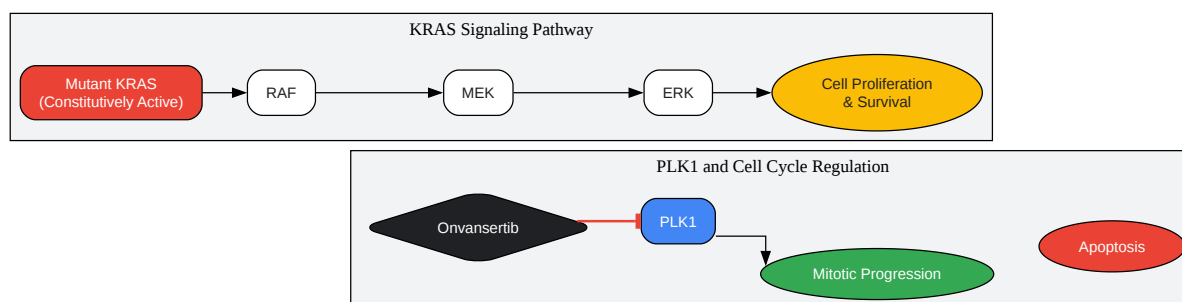 KRAS Signaling Pathway
Mutant KRAS
(Constitutively Active)
RAF
MEK
ERK
Cell Proliferation
& Survival
PLK1 and Cell Cycle Regulation
Onvansertib
PLK1
Mitotic Progression
Apoptosis